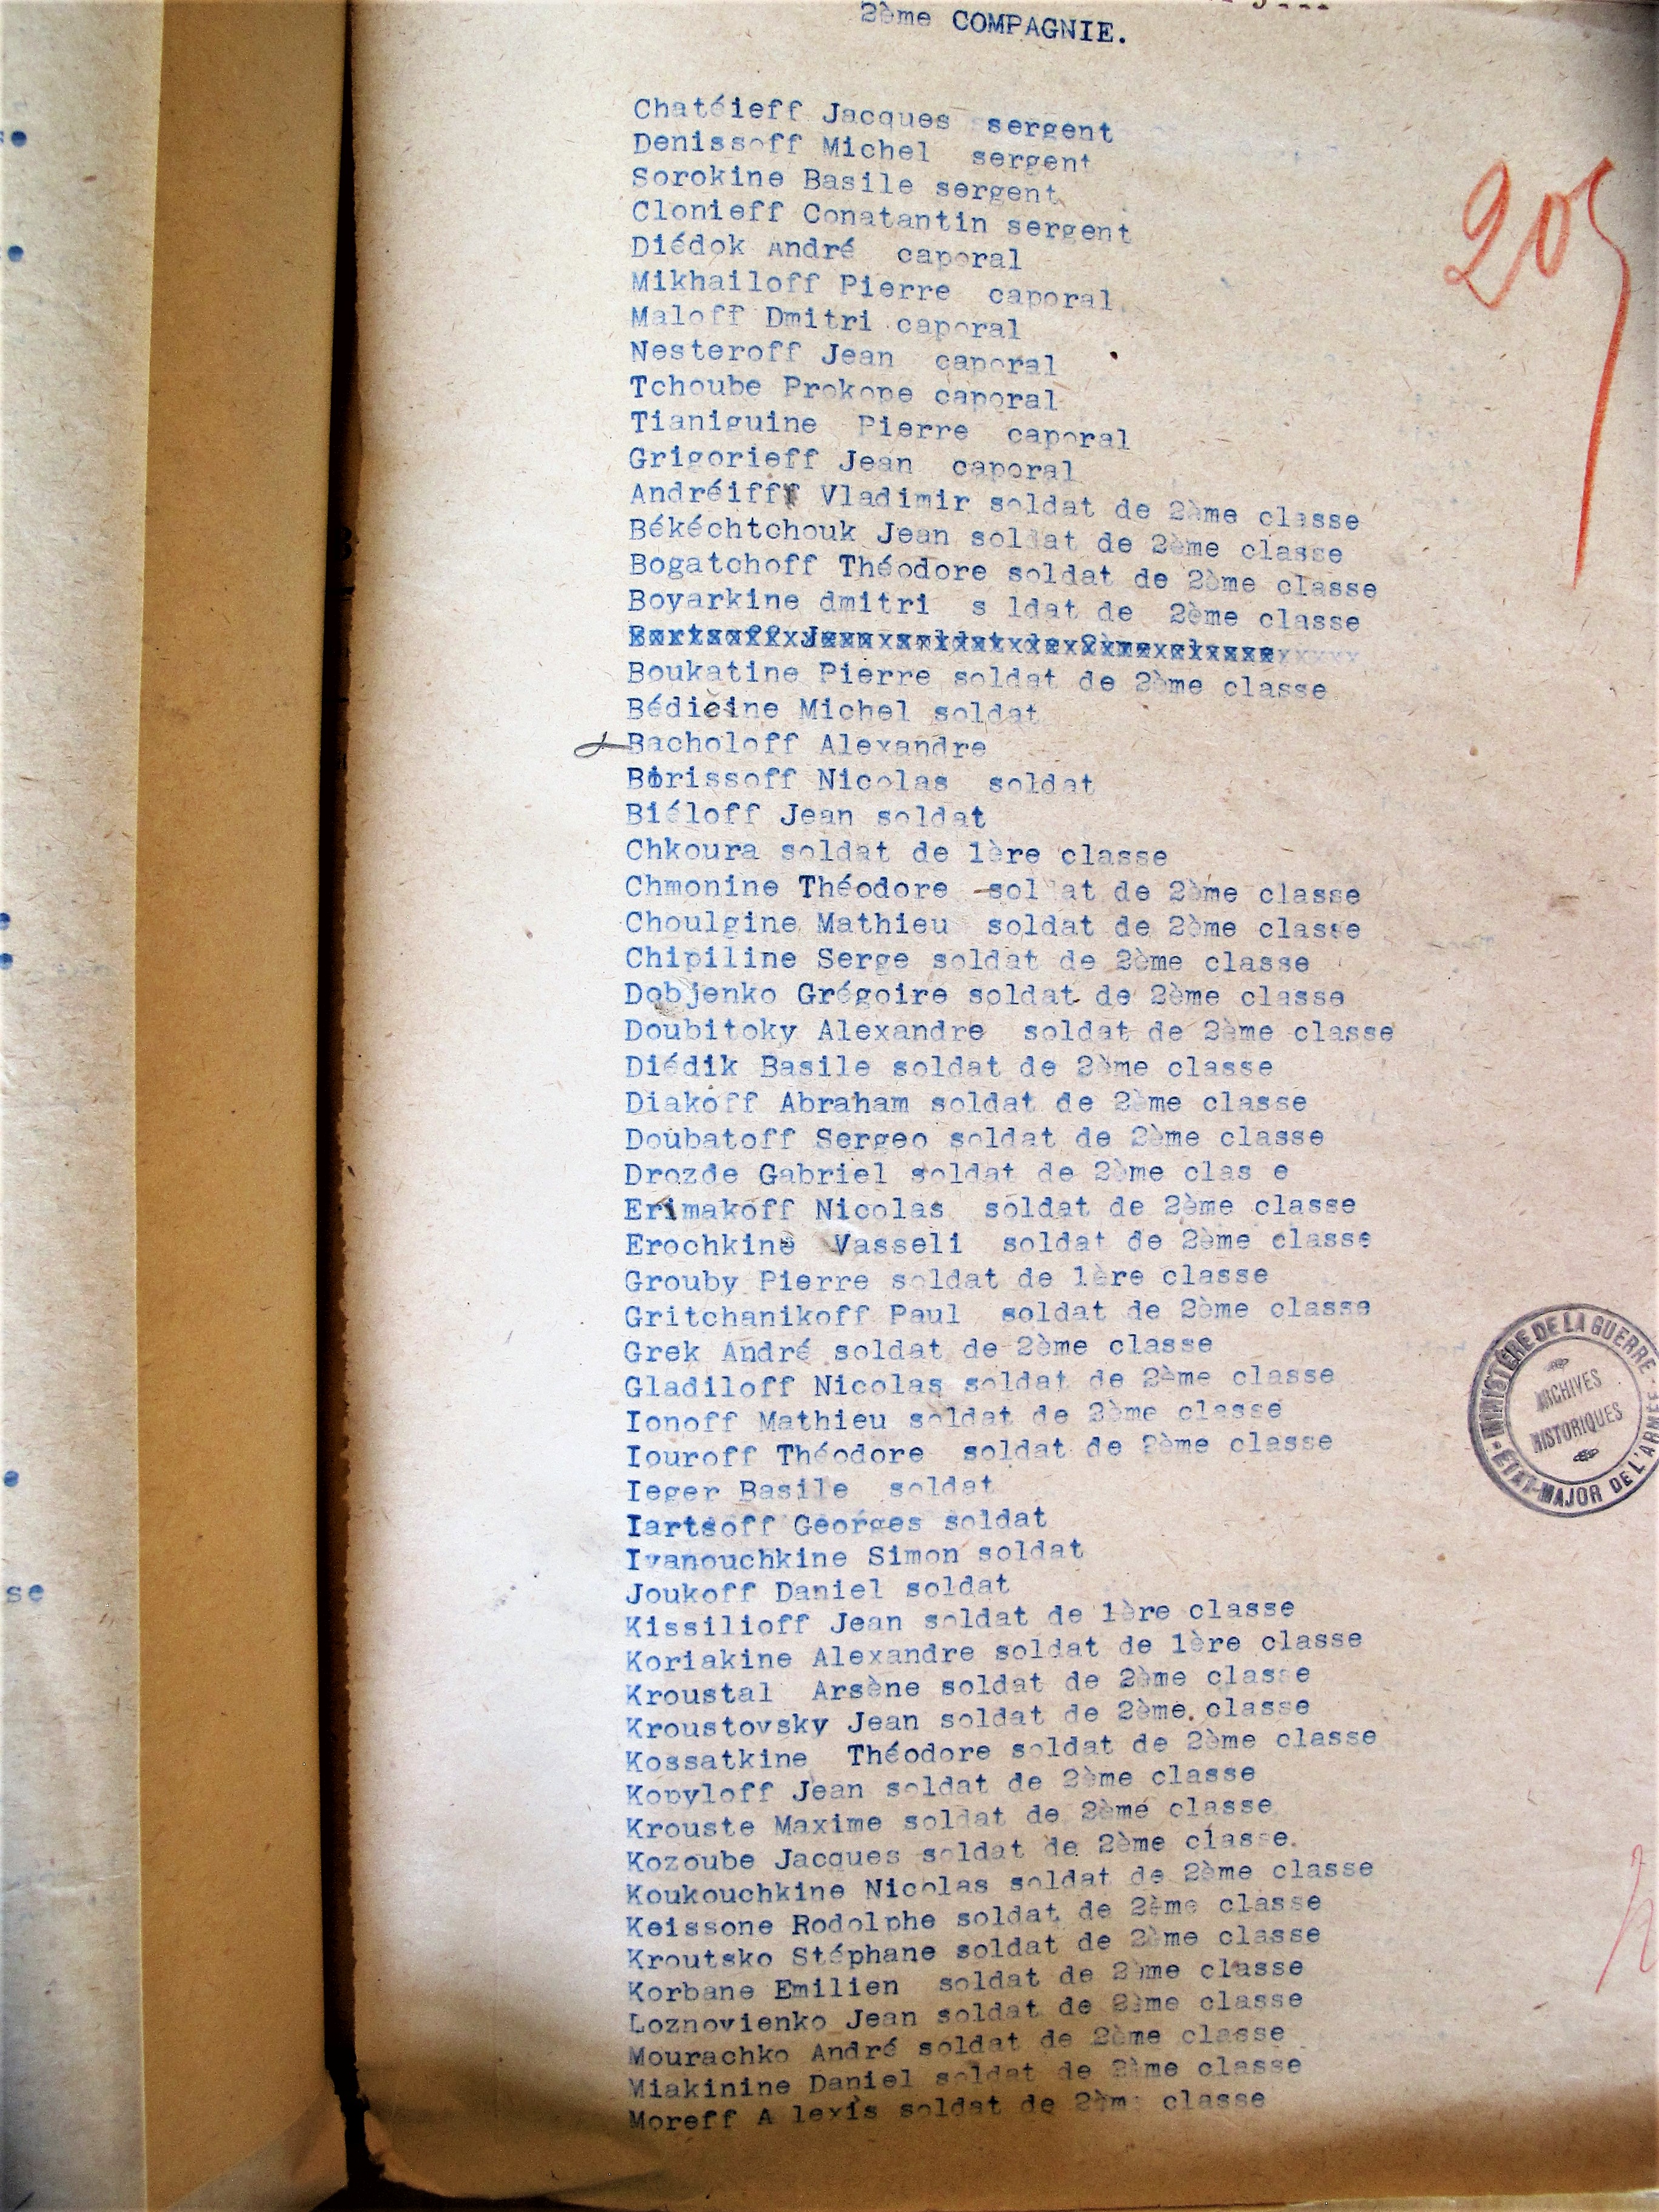 2ème COMPAGNIE.
205
Chatéieff Jacques sergent
Denissoff Michel sergent
Sorokine Basile sergent
Clonieff Conatantin sergent
Diédok André caporal
Mikhailoff Pierre caporal
Maloff Dmitri caporal
Nesteroff Jean caporal
Tchoube Prokope caporal
Tianiguine Pierre caporal
Grigorieff Jean caporal
Andréifff Vladimir soldat de 2ème classe
Békéchtchouk Jean soldat de 2ème classe
Bogatchoff Théodore soldat de 2ème classe
Boyarkine dmitri s ldat de 2ème classe
Jean soldat de 2ème classe
Boukatine Pierre soldat de 2ème classe
Bédicine Michel soldat
Bacholoff Alexandre
Borissoff Nicolas soldat
Biéloff Jean soldat
Chkoura soldat de 1ère classe
Chmonine Théodore soldat de 2ème classe
Choulgine Mathieu soldat de 2ème classe
Chipiline Serge soldat de 2ème classe
Dobjenko Grégoire soldat de 2ème classe
Doubitoky Alexandre soldat de 2ème classe
Diédik Basile soldat de 2ème classe
Diakoff Abraham soldat de 2ème classe
Doubatoff Sergeo soldat de 2ème classe
Drozde Gabriel soldat de 2ème clas e
Erimakoff Nicolas soldat de 2ème classe
Erochkine Vasseli soldat de 2ème classe
Grouby Pierre soldat de 1ère classe
Gritchanikoff Paul soldat de 2ème classe
Grek André soldat de 2ème classe
Gladiloff Nicolas soldat de 2ème classe
Ionoff Mathieu soldat de 2ème classe
Iouroff Théodore soldat de 2ème classe
Ieger Basile soldat
Iartsoff Georges soldat
Ivanouchkine Simon soldat
Joukoff Daniel soldat
Kissilioff Jean soldat de 1ère classe
Koriakine Alexandre soldat de 1ère classe
Kroustal Arsène soldat de 2ème classe
Kroustovsky Jean soldat de 2ème classe
Kossatkine Théodore soldat de 2ème classe
Kopyloff Jean soldat de 2ème classe
Krouste Maxime soldat de 2ème classe
Kozoube Jacques soldat de 2ème classe.
Koukouchkine Nicolas soldat de 2ème classe
Keissone Rodolphe soldat de 2ème classe
Kroutsko Stéphane soldat de 2ème classe
Korbane Emilien soldat de 2ème classe
Loznovienko Jean soldat de 2ème classe
Mourachko André soldat de 2ème classe
Miakinine Daniel soldat de 2ème classe
Moreff A lexis soldat de 2èm classe
MINISTÈRE DE LA GUERRE
ARCHIVES
HISTORIQUES
ETAT-MAJOR DE L'ARMÉE
se